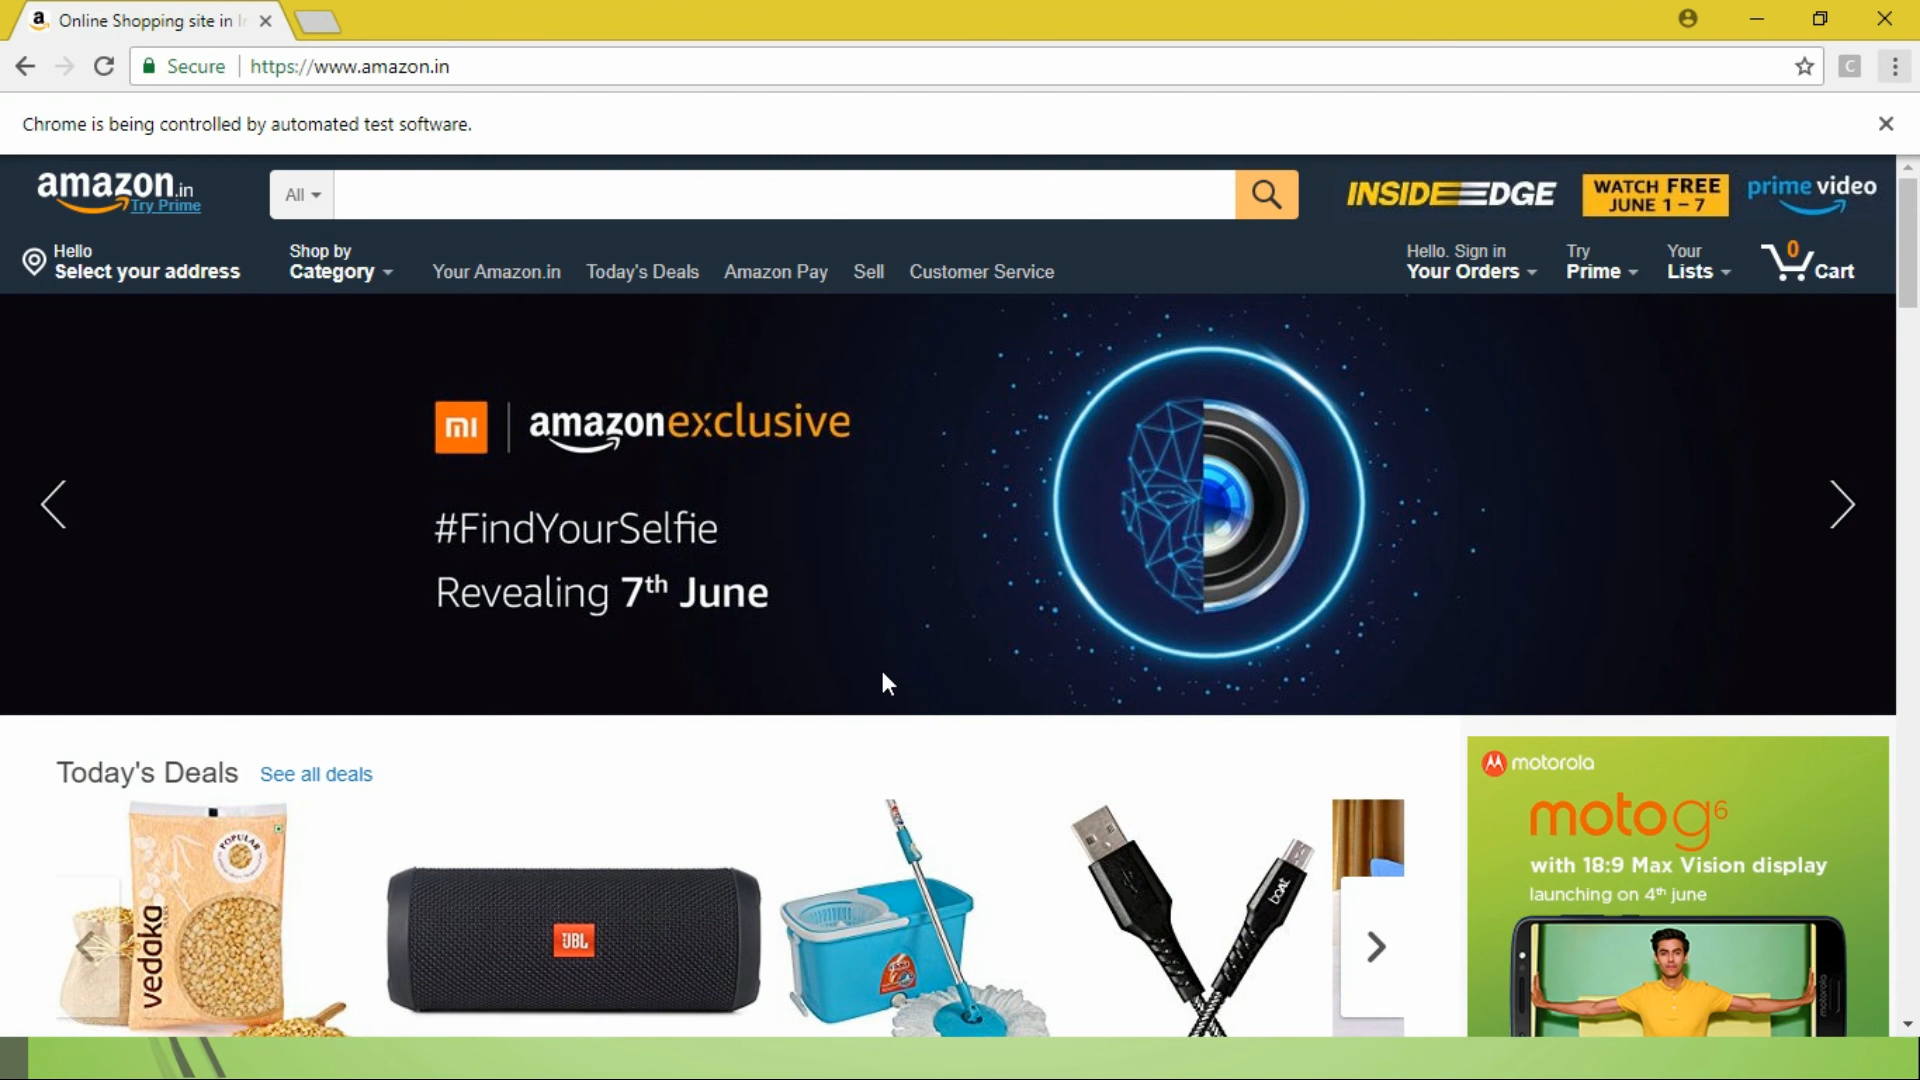 Online Shopping site in
Secure
https://www.amazon.in
C
Chrome is being controlled by automated test software.
amazon.in
Try Prime
All
INSIDE EDGE
WATCH FREE
JUNE 1 – 7
prime video
Hello
Select your address
Shop by
Category
Your Amazon.in
Today's Deals
Amazon Pay
Sell
Customer Service
Hello. Sign in
Your Orders
Try
Prime
Your
Lists
0
Cart
mi
amazonexclusive
#FindYourSelfie
Revealing 7th June
Today's Deals
See all deals
POPULAR
vedaka
JBL
boAt
motorola
moto g6
with 18:9 Max Vision display
launching on 4th june
motorola